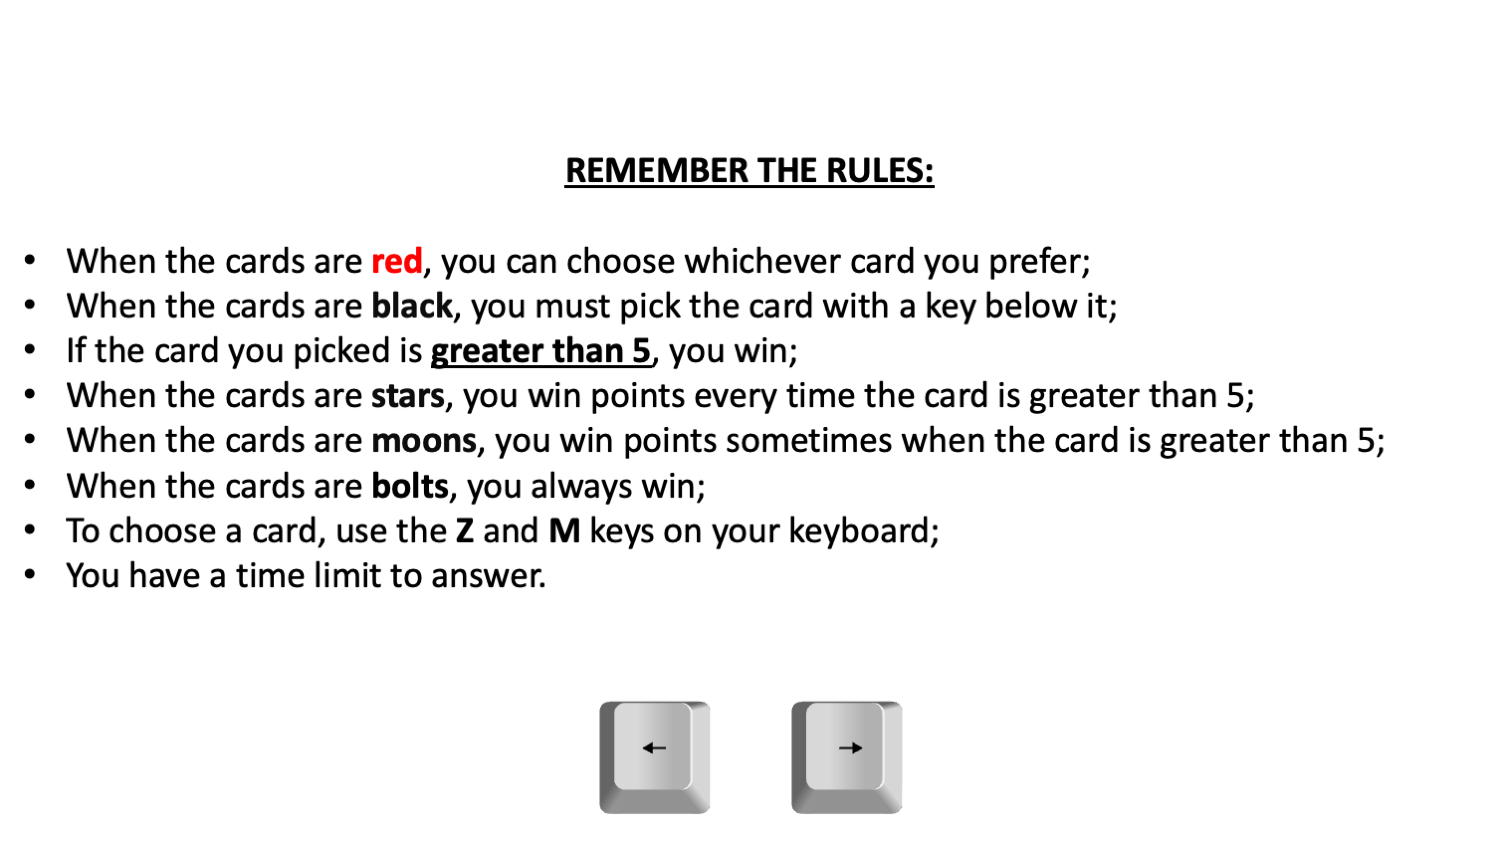 REMEMBER THE RULES:
• When the cards are red, you can choose whichever card you prefer;
• When the cards are black, you must pick the card with a key below it;
• If the card you picked is greater than 5, you win;
• When the cards are stars, you win points every time the card is greater than 5;
• When the cards are moons, you win points sometimes when the card is greater than 5;
• When the cards are bolts, you always win;
• To choose a card, use the Z and M keys on your keyboard;
• You have a time limit to answer.
← →